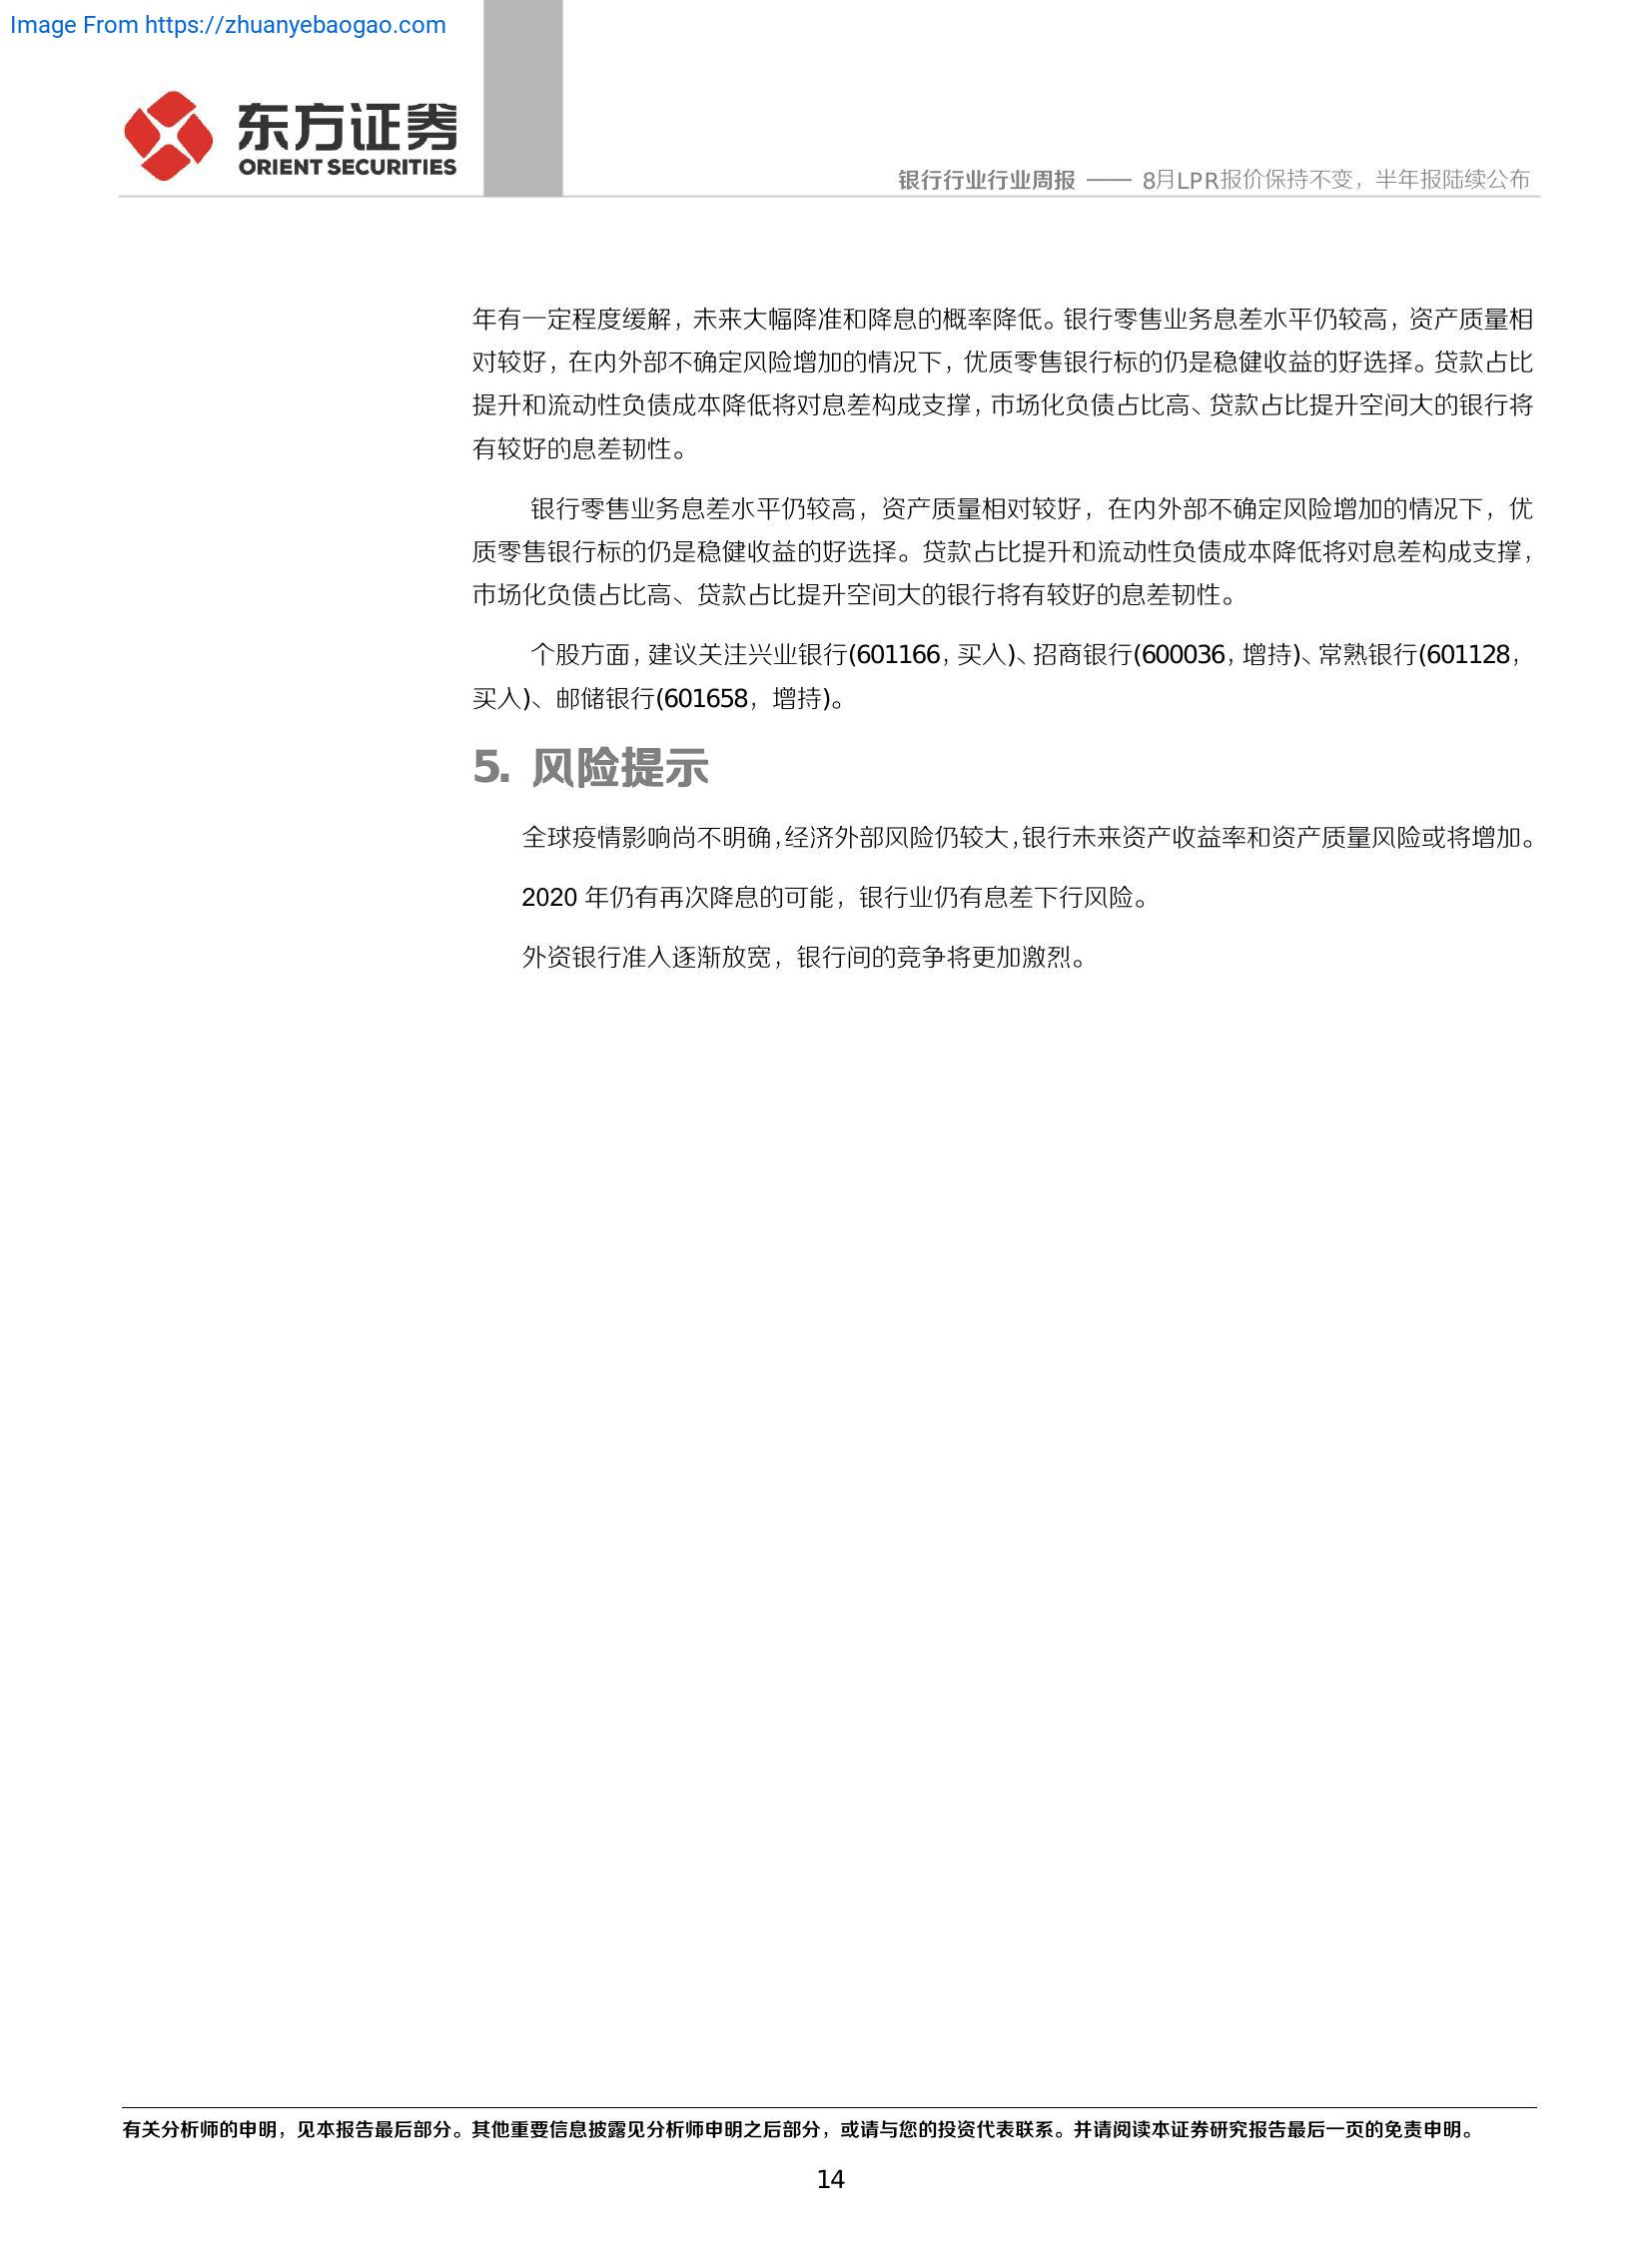 Image From https://zhuanyebaogao.com
东方证券
ORIENT SECURITIES
银行行业行业周报 —— 8月LPR报价保持不变，半年报陆续公布
年有一定程度缓解，未来大幅降准和降息的概率降低。银行零售业务息差水平仍较高，资产质量相
对较好，在内外部不确定风险增加的情况下，优质零售银行标的仍是稳健收益的好选择。贷款占比
提升和流动性负债成本降低将对息差构成支撑，市场化负债占比高、贷款占比提升空间大的银行将
有较好的息差韧性。
银行零售业务息差水平仍较高，资产质量相对较好，在内外部不确定风险增加的情况下，优
质零售银行标的仍是稳健收益的好选择。贷款占比提升和流动性负债成本降低将对息差构成支撑，
市场化负债占比高、贷款占比提升空间大的银行将有较好的息差韧性。
个股方面，建议关注兴业银行(601166，买入)、招商银行(600036，增持)、常熟银行(601128，
买入)、邮储银行(601658，增持)。
5. 风险提示
全球疫情影响尚不明确，经济外部风险仍较大，银行未来资产收益率和资产质量风险或将增加。
2020 年仍有再次降息的可能，银行业仍有息差下行风险。
外资银行准入逐渐放宽，银行间的竞争将更加激烈。
有关分析师的申明，见本报告最后部分。其他重要信息披露见分析师申明之后部分，或请与您的投资代表联系。并请阅读本证券研究报告最后一页的免责申明。
14